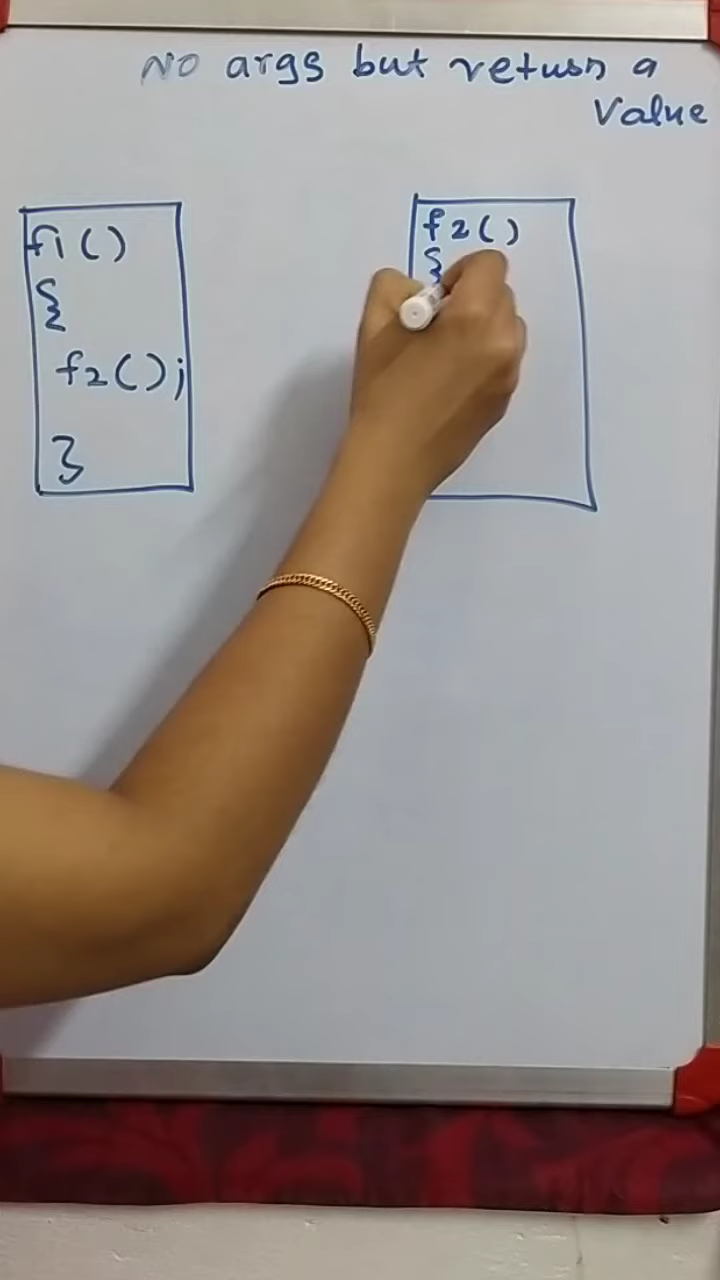 No args but return a
Value
f1()
{
f2();
}
f2()
{